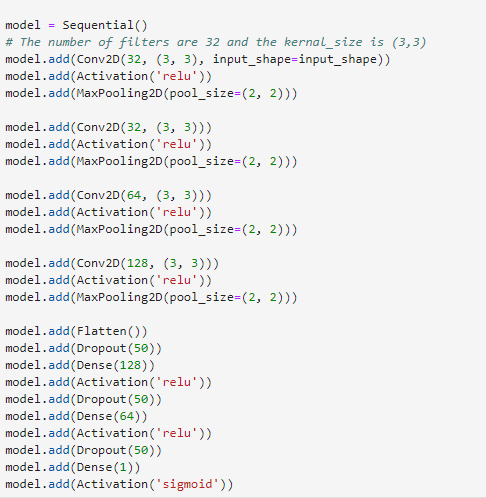 model = Sequential()
# The number of filters are 32 and the kernal_size is (3,3)
model.add(Conv2D(32, (3, 3), input_shape=input_shape))
model.add(Activation('relu'))
model.add(MaxPooling2D(pool_size=(2, 2)))

model.add(Conv2D(32, (3, 3)))
model.add(Activation('relu'))
model.add(MaxPooling2D(pool_size=(2, 2)))

model.add(Conv2D(64, (3, 3)))
model.add(Activation('relu'))
model.add(MaxPooling2D(pool_size=(2, 2)))

model.add(Conv2D(128, (3, 3)))
model.add(Activation('relu'))
model.add(MaxPooling2D(pool_size=(2, 2)))

model.add(Flatten())
model.add(Dropout(50))
model.add(Dense(128))
model.add(Activation('relu'))
model.add(Dropout(50))
model.add(Dense(64))
model.add(Activation('relu'))
model.add(Dropout(50))
model.add(Dense(1))
model.add(Activation('sigmoid'))